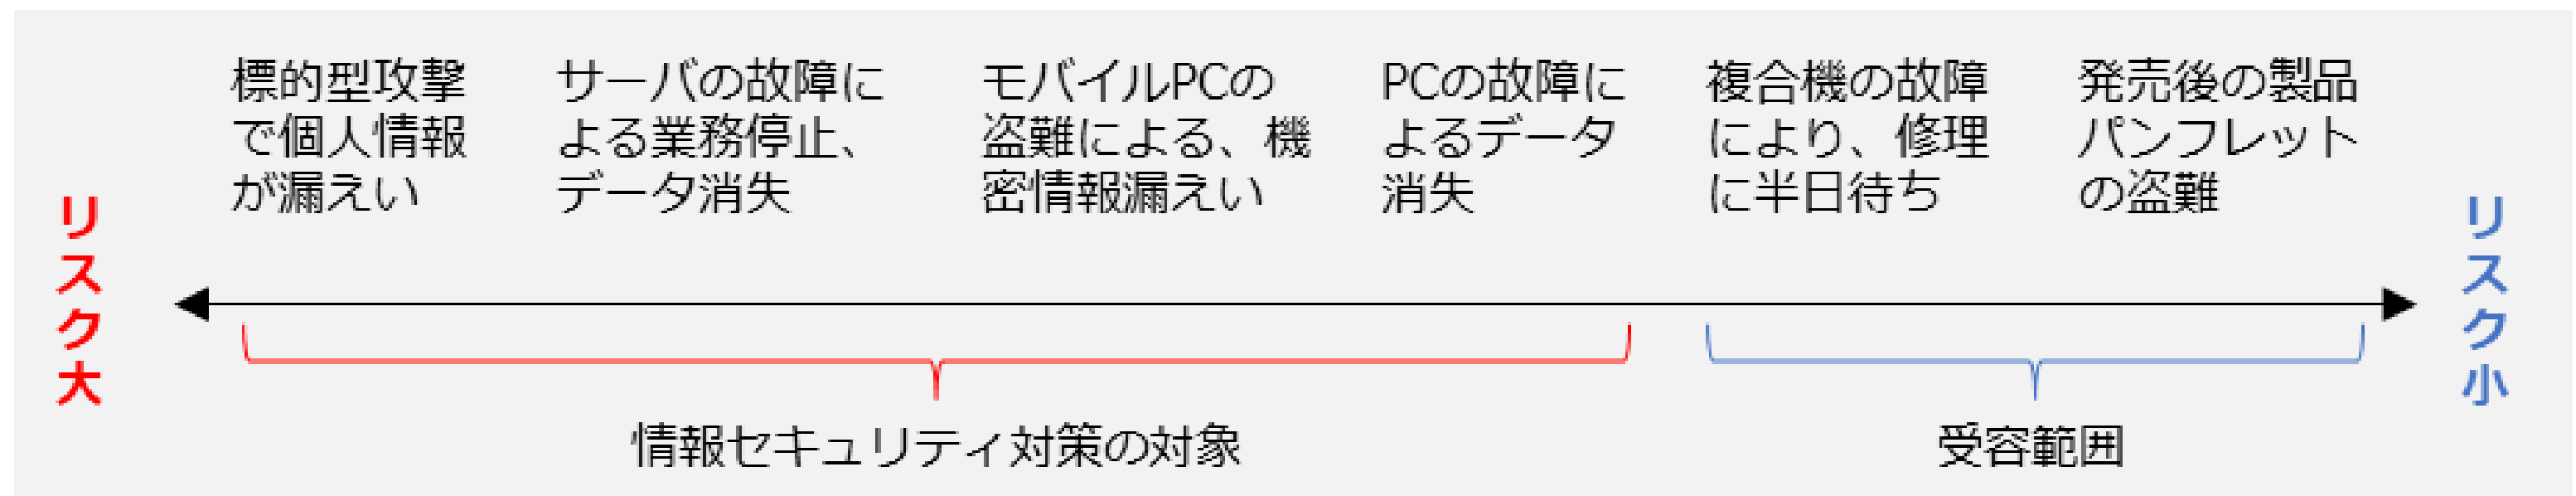 標的型攻撃
で個人情報
が漏えい
サーバの故障に
よる業務停止、
データ消失
モバイルPCの
盗難による、機
密情報漏えい
PCの故障に
よるデータ
消失
複合機の故障
により、修理
に半日待ち
発売後の製品
パンフレット
の盗難
リスク大
リスク小
情報セキュリティ対策の対象
受容範囲